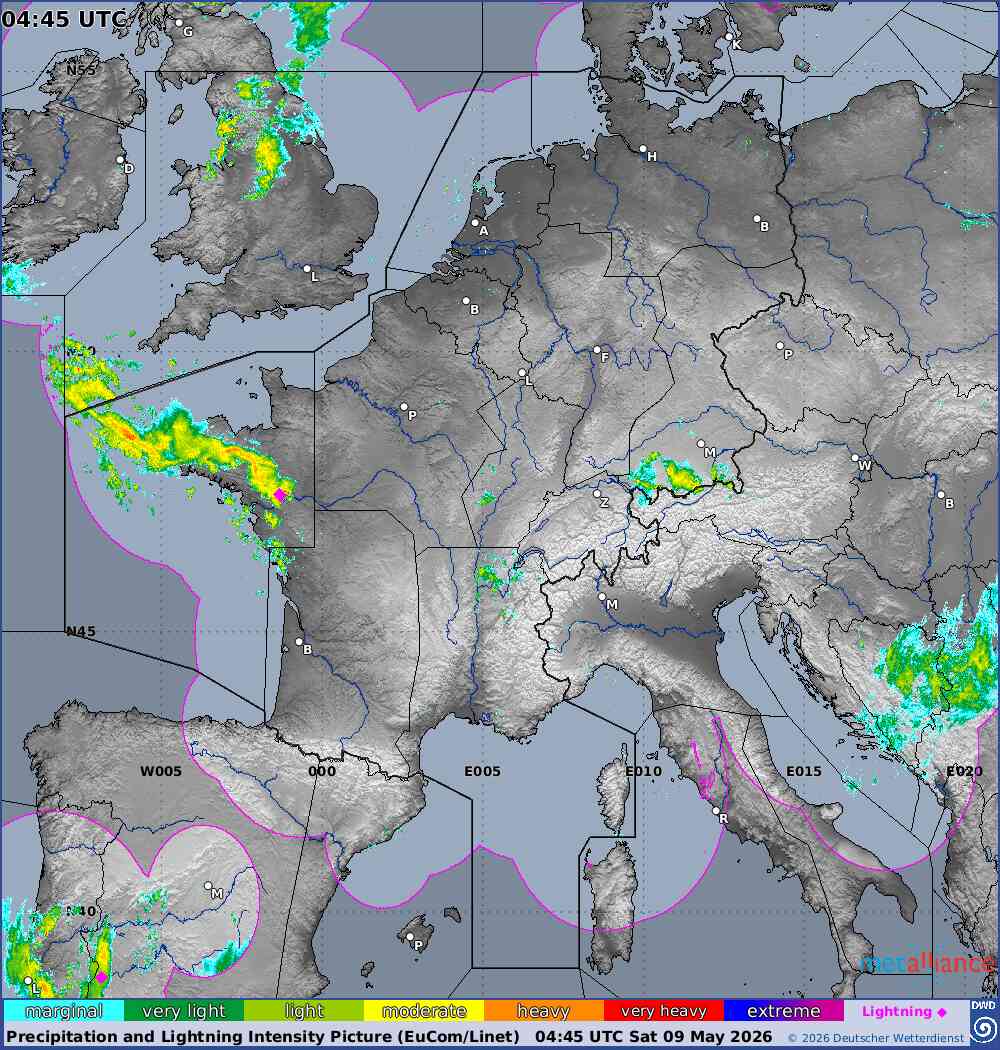 04:45 UTC
G
K
N55
H
D
A
B
L
B
N50
F
P
L
P
M
W
Z
B
M
N45
B
W005
000
E005
E010
E015
E020
R
M
N40
P
metalliance
L
marginal very light light moderate heavy very heavy extreme Lightning ◆
DWD
Precipitation and Lightning Intensity Picture (EuCom/Linet) 04:45 UTC Sat 09 May 2026 © 2026 Deutscher Wetterdienst